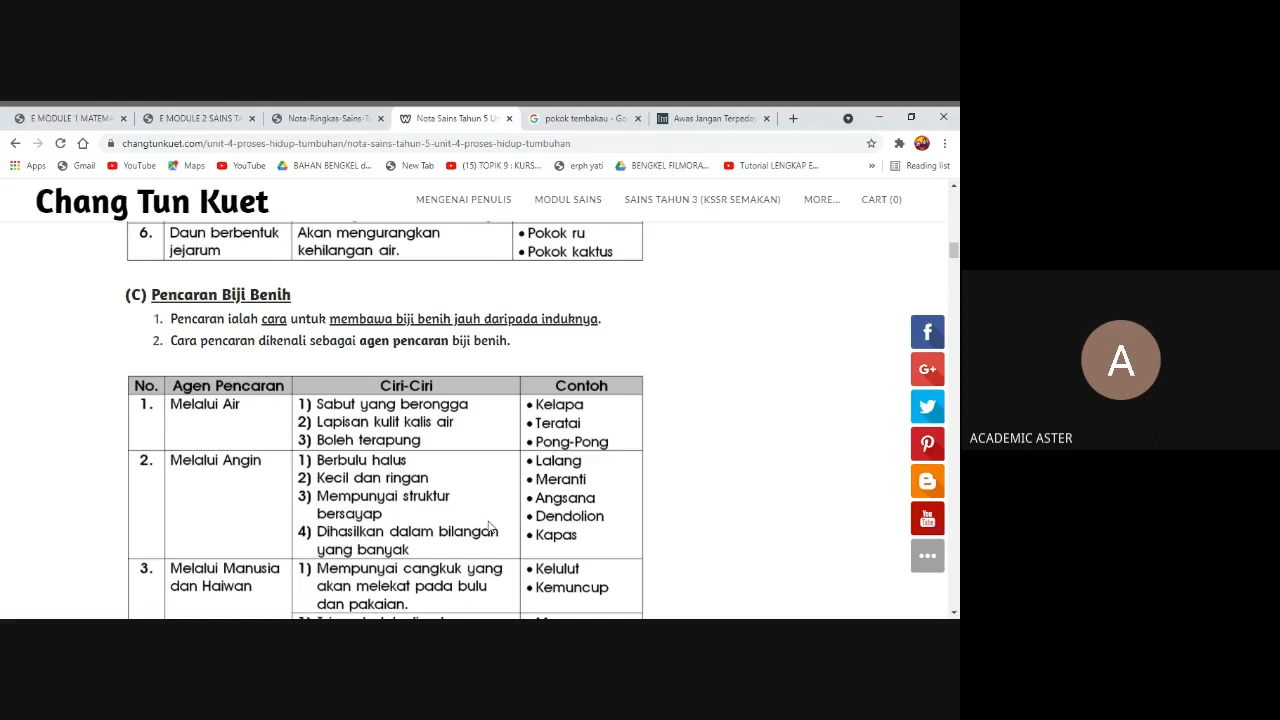 E MODULE 1 MATEMA
E MODULE 2 SAINS TA
Nota-Ringkas-Sains-T
Nota Sains Tahun 5 U
pokok tembakau - Go
Awas Jangan Terpeda
changtunkuet.com/unit-4-proses-hidup-tumbuhan/nota-sains-tahun-5-unit-4-proses-hidup-tumbuhan
Apps
Gmail
YouTube
Maps
YouTube
BAHAN BENGKEL d...
New Tab
(15) TOPIK 9 : KURS...
erph yati
BENGKEL FILMORA...
Tutorial LENGKAP E...
»
Reading list
Chang Tun Kuet
MENGENAI PENULIS
MODUL SAINS
SAINS TAHUN 3 (KSSR SEMAKAN)
MORE...
CART (0)
6. Daun berbentuk jejarum
Akan mengurangkan kehilangan air.
• Pokok ru
• Pokok kaktus
(C) Pencaran Biji Benih
1. Pencaran ialah cara untuk membawa biji benih jauh daripada induknya.
2. Cara pencaran dikenali sebagai agen pencaran biji benih.
No. Agen Pencaran Ciri-Ciri Contoh
1. Melalui Air
1) Sabut yang berongga
2) Lapisan kulit kalis air
3) Boleh terapung
• Kelapa
• Teratai
• Pong-Pong
2. Melalui Angin
1) Berbulu halus
2) Kecil dan ringan
3) Mempunyai struktur
bersayap
4) Dihasilkan dalam bilangan
yang banyak
• Lalang
• Meranti
• Angsana
• Dendolion
• Kapas
3. Melalui Manusia
dan Haiwan
1) Mempunyai cangkuk yang
akan melekat pada bulu
dan pakaian.
• Kelulut
• Kemuncup
f
G+
You
Tube
A
ACADEMIC ASTER